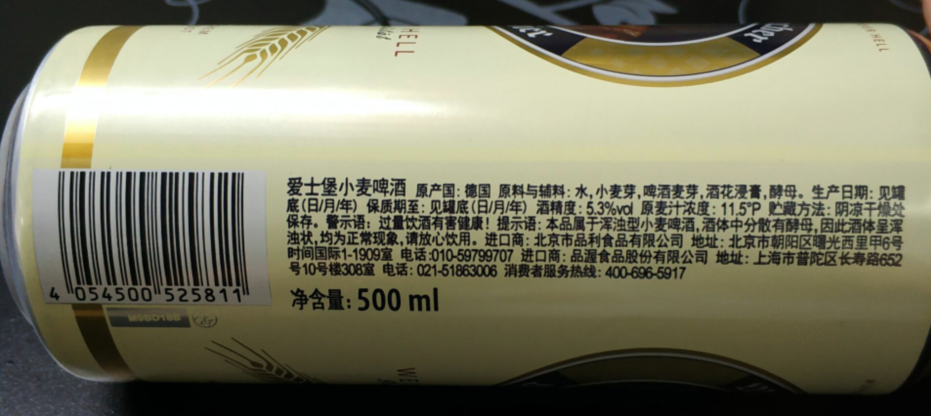 HELL
爱士堡小麦啤酒 原产国: 德国 原料与辅料: 水, 小麦芽, 啤酒麦芽, 酒花浸膏, 酵母. 生产日期: 见罐
底 (日/月/年) 保质期至: 见罐底 (日/月/年) 酒精度: 5.3%vol 原麦汁浓度: 11.5°P 贮藏方法: 阴凉干燥处
保存。警示语: 过量饮酒有害健康! 提示语: 本品属于浑浊型小麦啤酒, 酒体中分散有酵母, 因此酒体呈浑
浊状, 均为正常现象, 请放心饮用。进口商: 北京市品利食品有限公司 地址: 北京市朝阳区曙光西里甲6号
时间国际1-1909室 电话: 010-59799707 进口商: 品渥食品股份有限公司 地址: 上海市普陀区长寿路652
号10号楼308室 电话: 021-51863006 消费者服务热线: 400-696-5917
净含量: 500 ml
4 054500 525811